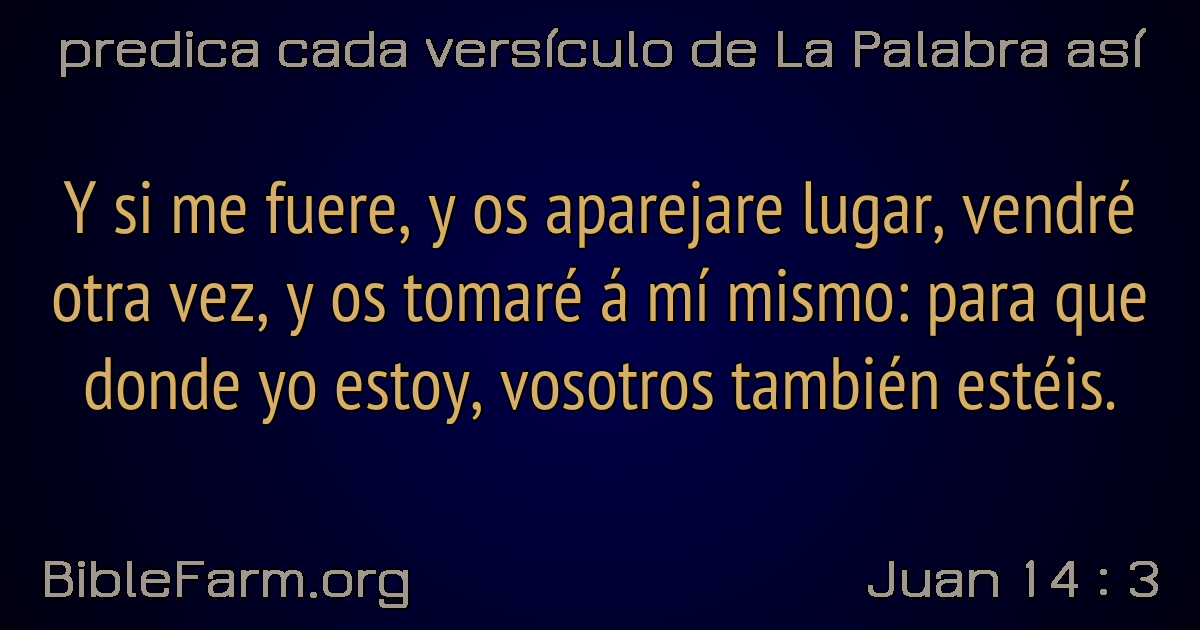 predica cada versículo de La Palabra así
Y si me fuere, y os aparejare lugar, vendré
otra vez, y os tomaré á mí mismo: para que
donde yo estoy, vosotros también estéis.
BibleFarm.org
Juan 14 : 3